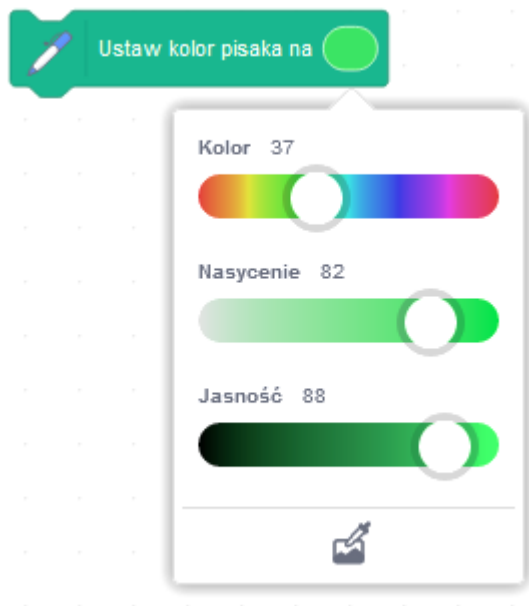 Ustaw kolor pisaka na
Kolor 37
Nasycenie 82
Jasność 88